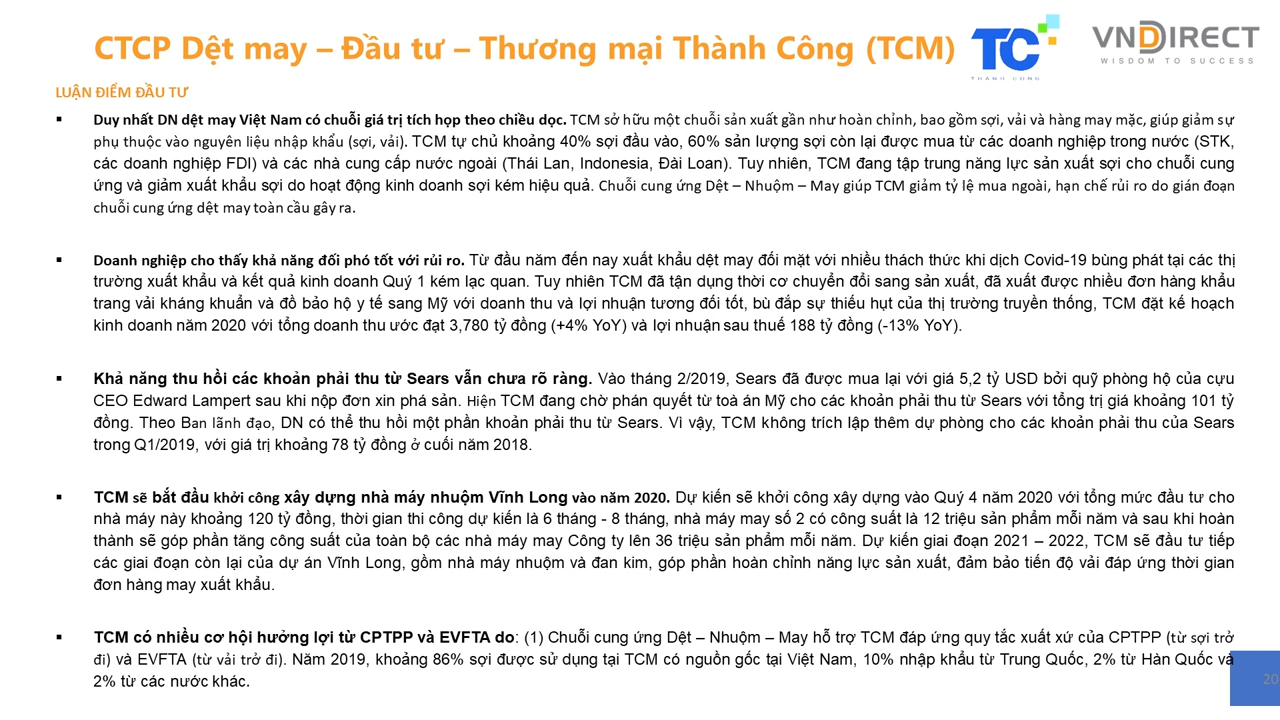 CTCP Dệt may – Đầu tư – Thương mại Thành Công (TCM)
TC
THÀNH CÔNG
VNDIRECT
WISDOM TO SUCCESS
LUẬN ĐIỂM ĐẦU TƯ
▪ Duy nhất DN dệt may Việt Nam có chuỗi giá trị tích hợp theo chiều dọc. TCM sở hữu một chuỗi sản xuất gần như hoàn chỉnh, bao gồm sợi, vải và hàng may mặc, giúp giảm sự
phụ thuộc vào nguyên liệu nhập khẩu (sợi, vải). TCM tự chủ khoảng 40% sợi đầu vào, 60% sản lượng sợi còn lại được mua từ các doanh nghiệp trong nước (STK,
các doanh nghiệp FDI) và các nhà cung cấp nước ngoài (Thái Lan, Indonesia, Đài Loan). Tuy nhiên, TCM đang tập trung năng lực sản xuất sợi cho chuỗi cung
ứng và giảm xuất khẩu sợi do hoạt động kinh doanh sợi kém hiệu quả. Chuỗi cung ứng Dệt – Nhuộm – May giúp TCM giảm tỷ lệ mua ngoài, hạn chế rủi ro do gián đoạn
chuỗi cung ứng dệt may toàn cầu gây ra.
▪ Doanh nghiệp cho thấy khả năng đối phó tốt với rủi ro. Từ đầu năm đến nay xuất khẩu dệt may đối mặt với nhiều thách thức khi dịch Covid-19 bùng phát tại các thị
trường xuất khẩu và kết quả kinh doanh Quý 1 kém lạc quan. Tuy nhiên TCM đã tận dụng thời cơ chuyển đổi sang sản xuất, đã xuất được nhiều đơn hàng khẩu
trang vải kháng khuẩn và đồ bảo hộ y tế sang Mỹ với doanh thu và lợi nhuận tương đối tốt, bù đắp sự thiếu hụt của thị trường truyền thống, TCM đặt kế hoạch
kinh doanh năm 2020 với tổng doanh thu ước đạt 3,780 tỷ đồng (+4% YoY) và lợi nhuận sau thuế 188 tỷ đồng (-13% YoY).
▪ Khả năng thu hồi các khoản phải thu từ Sears vẫn chưa rõ ràng. Vào tháng 2/2019, Sears đã được mua lại với giá 5,2 tỷ USD bởi quỹ phòng hộ của cựu
CEO Edward Lampert sau khi nộp đơn xin phá sản. Hiện TCM đang chờ phán quyết từ toà án Mỹ cho các khoản phải thu từ Sears với tổng trị giá khoảng 101 tỷ
đồng. Theo Ban lãnh đạo, DN có thể thu hồi một phần khoản phải thu từ Sears. Vì vậy, TCM không trích lập thêm dự phòng cho các khoản phải thu của Sears
trong Q1/2019, với giá trị khoảng 78 tỷ đồng ở cuối năm 2018.
▪ TCM sẽ bắt đầu khởi công xây dựng nhà máy nhuộm Vĩnh Long vào năm 2020. Dự kiến sẽ khởi công xây dựng vào Quý 4 năm 2020 với tổng mức đầu tư cho
nhà máy này khoảng 120 tỷ đồng, thời gian thi công dự kiến là 6 tháng - 8 tháng, nhà máy may số 2 có công suất là 12 triệu sản phẩm mỗi năm và sau khi hoàn
thành sẽ góp phần tăng công suất của toàn bộ các nhà máy may Công ty lên 36 triệu sản phẩm mỗi năm. Dự kiến giai đoạn 2021 – 2022, TCM sẽ đầu tư tiếp
các giai đoạn còn lại của dự án Vĩnh Long, gồm nhà máy nhuộm và đan kim, góp phần hoàn chỉnh năng lực sản xuất, đảm bảo tiến độ vải đáp ứng thời gian
đơn hàng may xuất khẩu.
▪ TCM có nhiều cơ hội hưởng lợi từ CPTPP và EVFTA do: (1) Chuỗi cung ứng Dệt – Nhuộm – May hỗ trợ TCM đáp ứng quy tắc xuất xứ của CPTPP (từ sợi trở
đi) và EVFTA (từ vải trở đi). Năm 2019, khoảng 86% sợi được sử dụng tại TCM có nguồn gốc tại Việt Nam, 10% nhập khẩu từ Trung Quốc, 2% từ Hàn Quốc và
2% từ các nước khác.
20